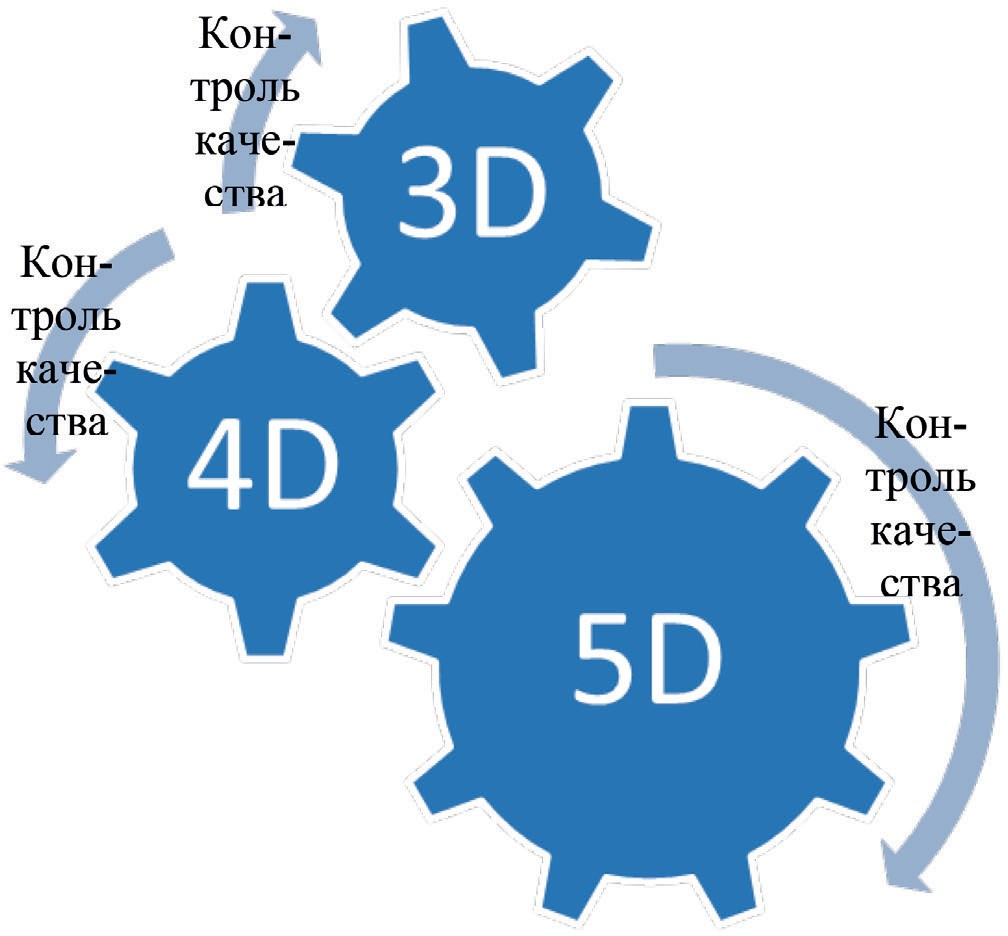 Кон-
троль
каче-
ства
3D
Кон-
троль
каче-
ства
4D
Кон-
троль
каче-
ства
5D